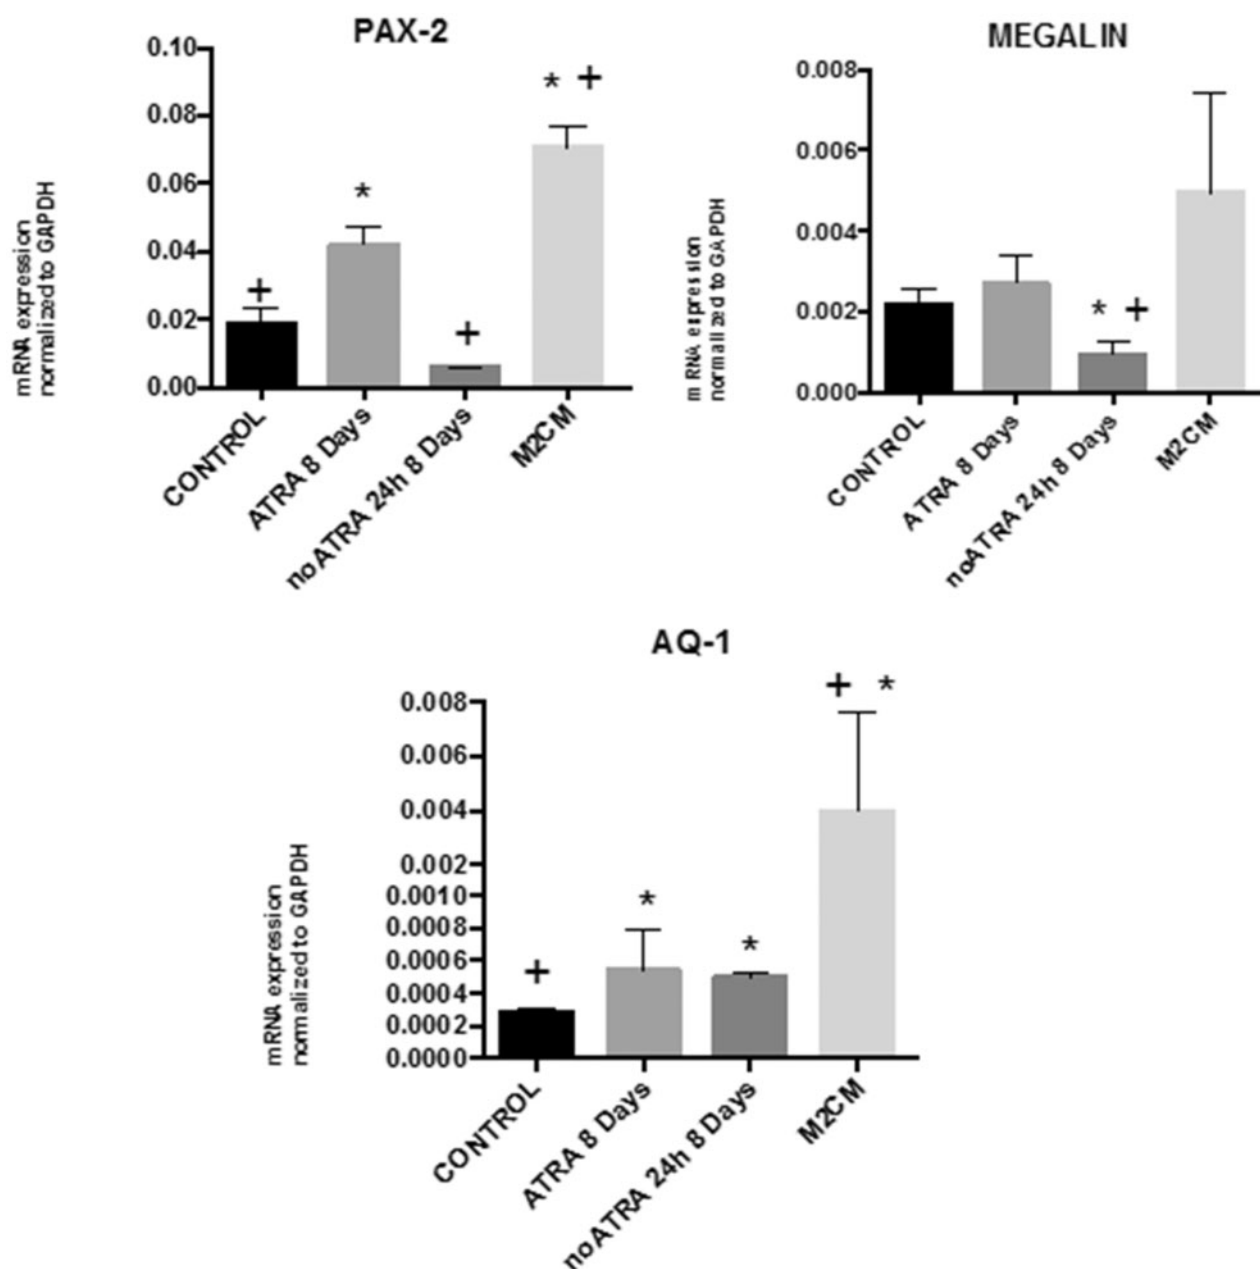 PAX-2
0.10
0.08
0.06
0.04
0.02
0.00
mRNA expression
normalized to GAPDH
* +
*
+
+
CONTROL
ATRA 8 Days
noATRA 24h 8 Days
M2CM
MEGALIN
0.008
0.006
0.004
0.002
0.000
mRNA expression
normalized to GAPDH
* +
CONTROL
ATRA 8 Days
noATRA 24h 8 Days
M2CM
AQ-1
0.008
0.006
0.004
0.002
0.0010
0.0008
0.0006
0.0004
0.0002
0.0000
mRNA expression
normalized to GAPDH
+ *
*
*
+
CONTROL
ATRA 8 Days
noATRA 24h 8 Days
M2CM